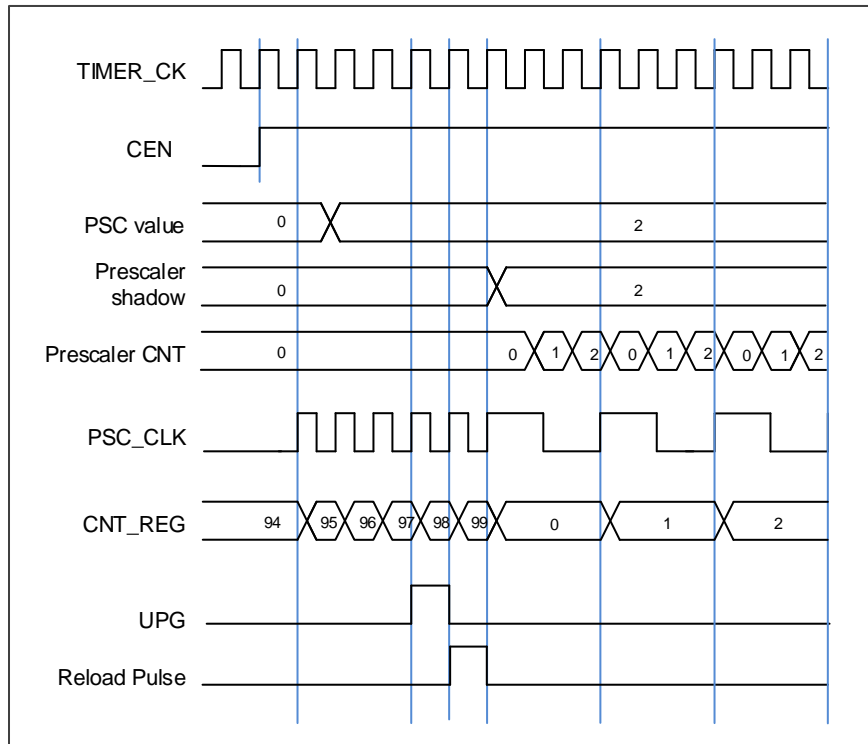 TIMER_CK
CEN
PSC value
0
2
Prescaler
shadow
0
2
Prescaler CNT
0
0 1 2 0 1 2 0 1 2
PSC_CLK
CNT_REG
94 95 96 97 98 99 0 1 2
UPG
Reload Pulse